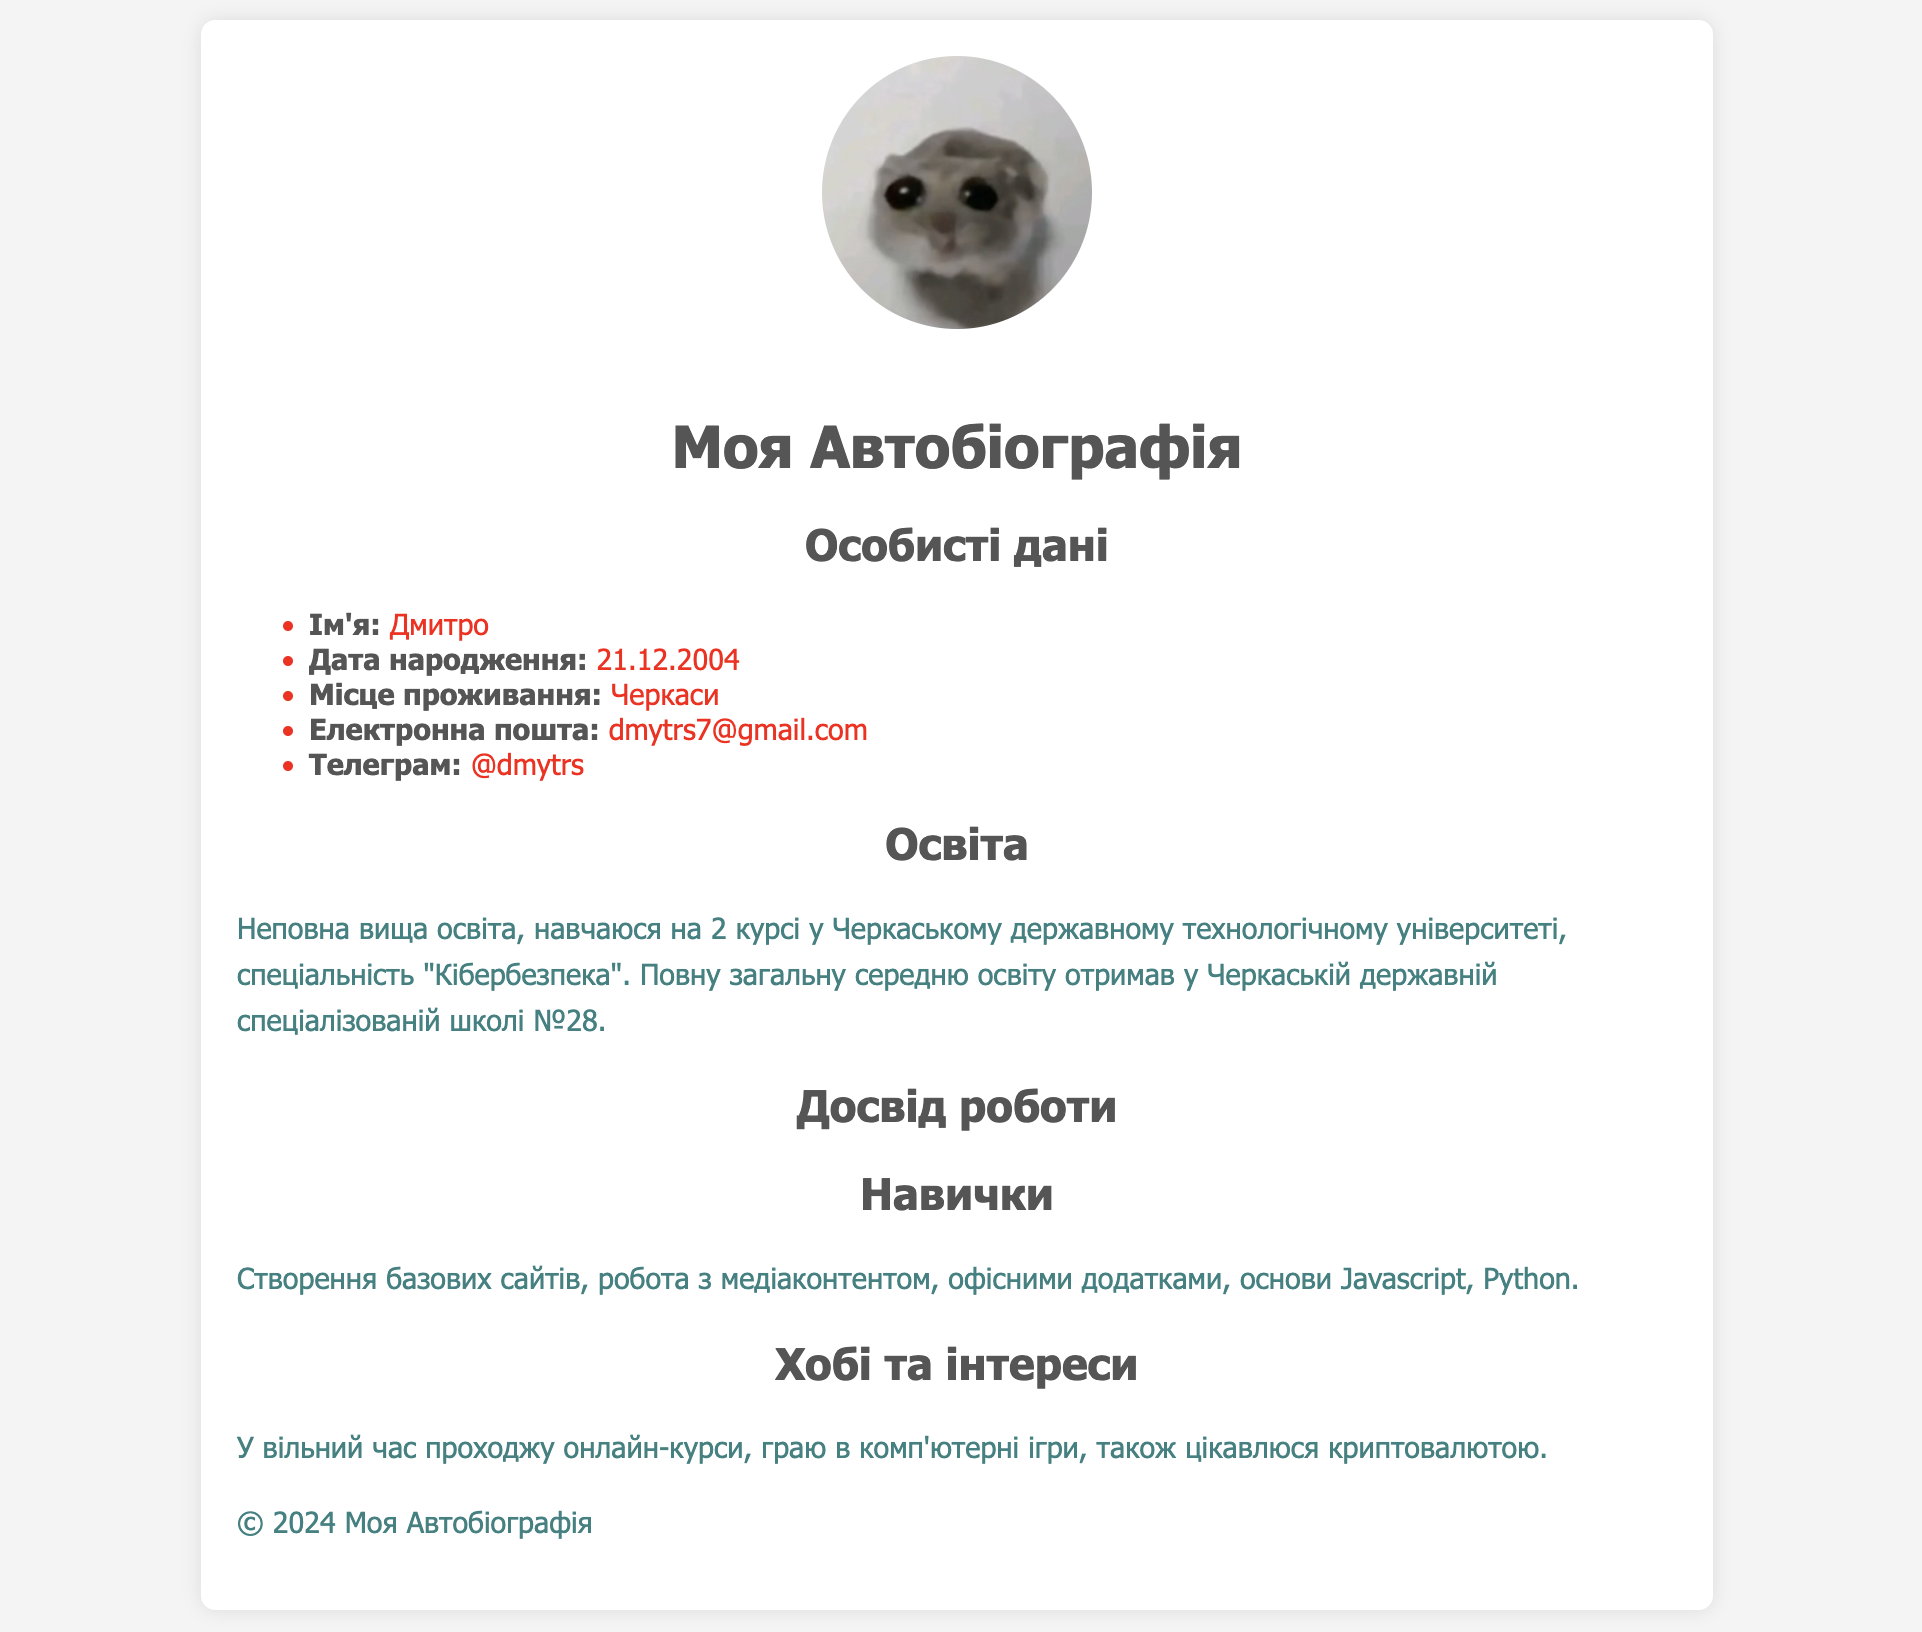 Моя Автобіографія
Особисті дані
• Ім'я: Дмитро
• Дата народження: 21.12.2004
• Місце проживання: Черкаси
• Електронна пошта: dmytrs7@gmail.com
• Телеграм: @dmytrs
Освіта
Неповна вища освіта, навчаюся на 2 курсі у Черкаському державному технологічному університеті,
спеціальність "Кібербезпека". Повну загальну середню освіту отримав у Черкаській державній
спеціалізованій школі №28.
Досвід роботи
Навички
Створення базових сайтів, робота з медіаконтентом, офісними додатками, основи Javascript, Python.
Хобі та інтереси
У вільний час проходжу онлайн-курси, граю в комп'ютерні ігри, також цікавлюся криптовалютою.
© 2024 Моя Автобіографія